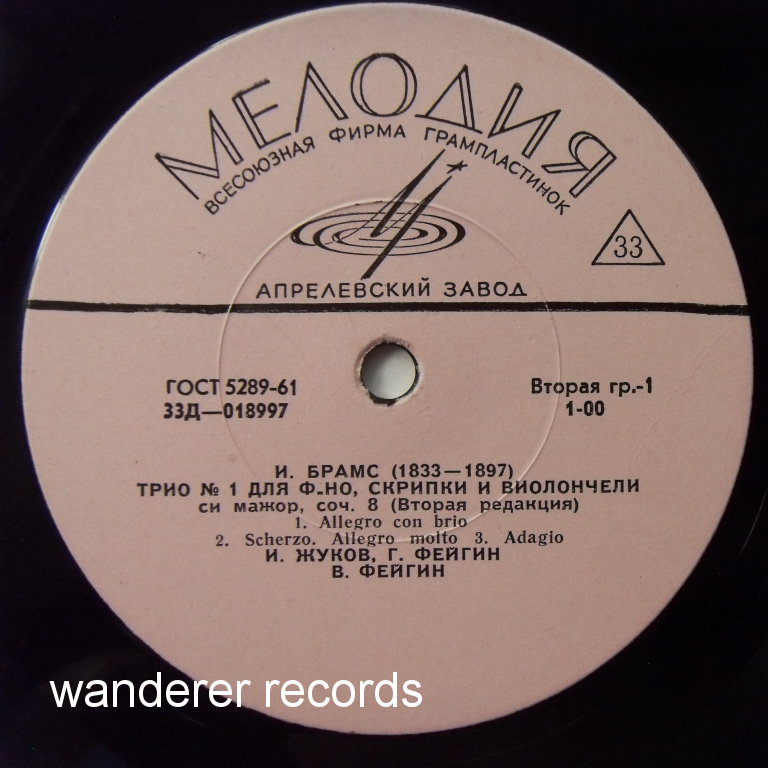 МЕЛОДИЯ
ВСЕСОЮЗНАЯ ФИРМА ГРАМПЛАСТИНОК
33
АПРЕЛЕВСКИЙ ЗАВОД
ГОСТ 5289-61
Вторая гр.-1
33Д—018997
1-00
И. БРАМС (1833—1897)
ТРИО № 1 ДЛЯ Ф-НО, СКРИПКИ И ВИОЛОНЧЕЛИ
си мажор, соч. 8 (Вторая редакция)
1. Allegro con brio
2. Scherzo. Allegro molto 3. Adagio
И. ЖУКОВ, Г. ФЕЙГИН
В. ФЕЙГИН
wanderer records